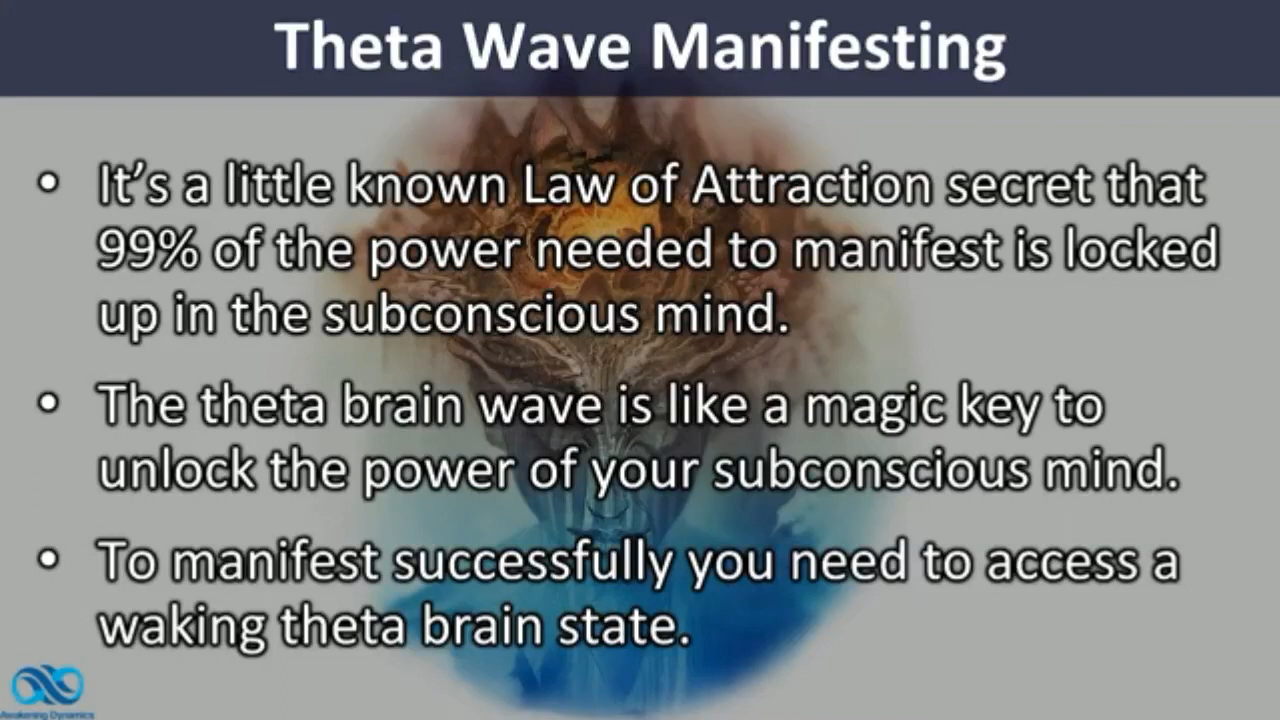 Theta Wave Manifesting
• It’s a little known Law of Attraction secret that
99% of the power needed to manifest is locked
up in the subconscious mind.
• The theta brain wave is like a magic key to
unlock the power of your subconscious mind.
• To manifest successfully you need to access a
waking theta brain state.
Awakening Dynamics